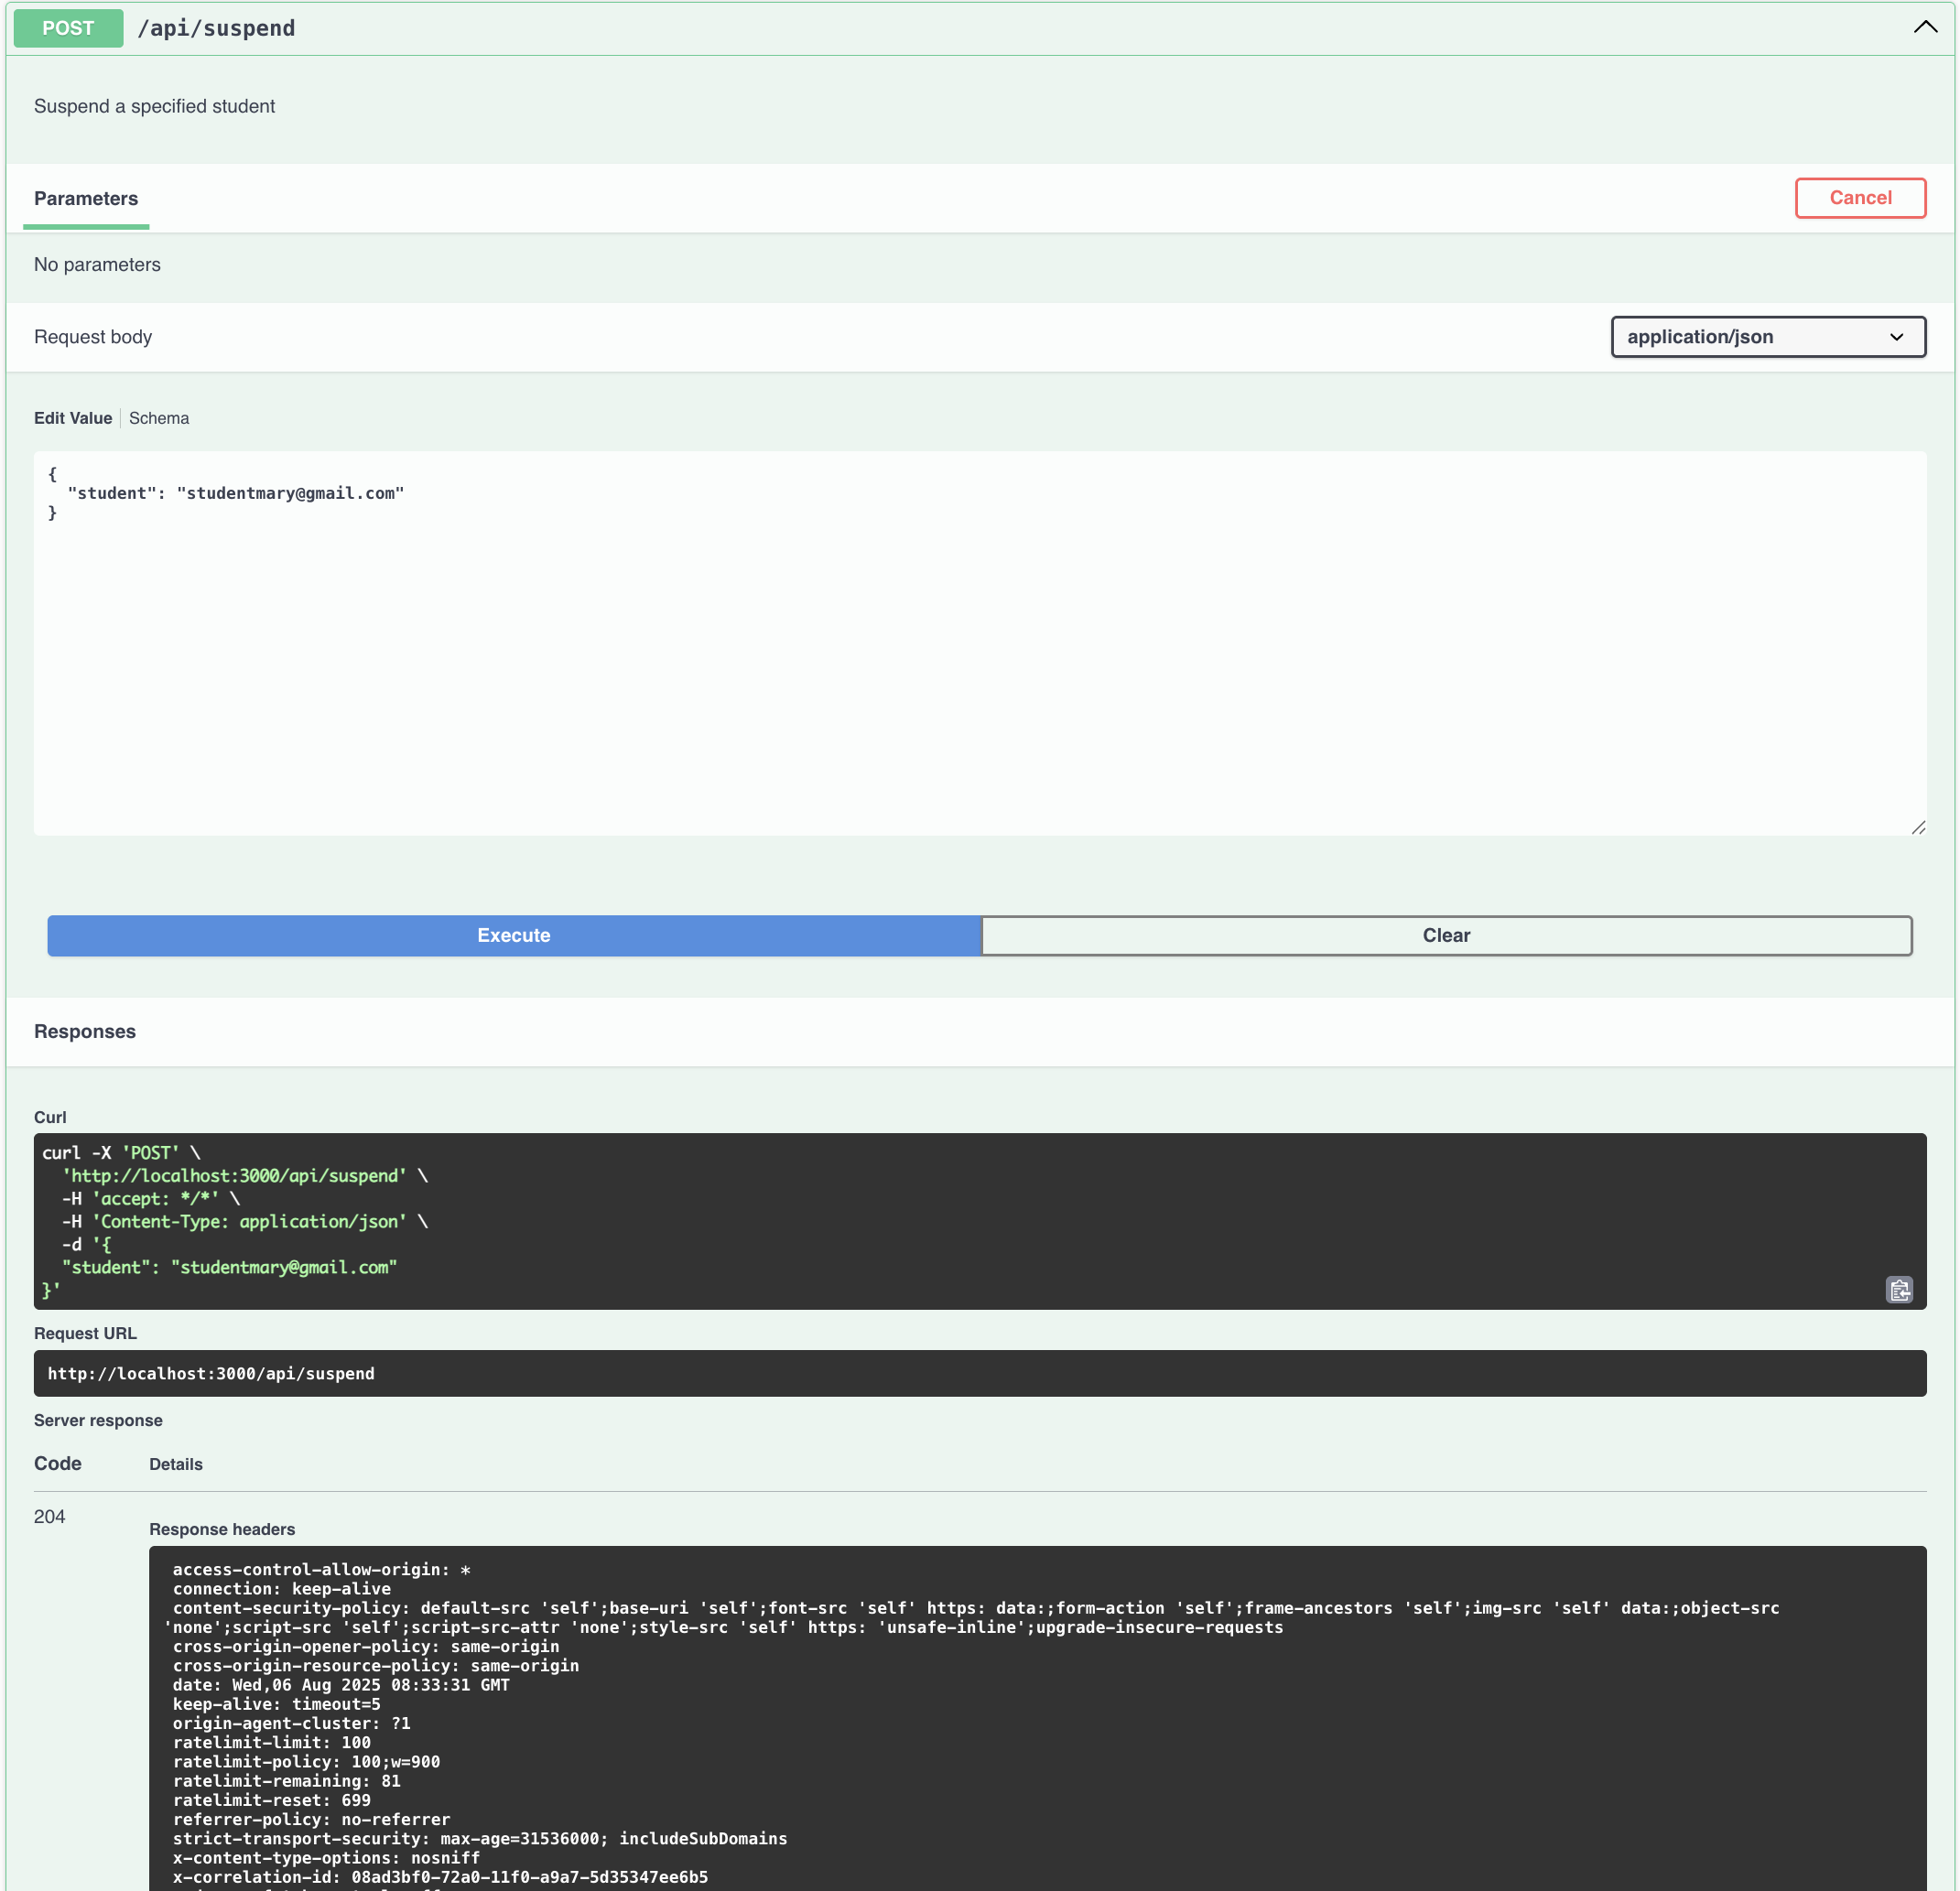 POST /api/suspend
Suspend a specified student
Parameters
Cancel
No parameters
Request body
application/json
Edit Value
Schema
{
  "student": "studentmary@gmail.com"
}
Execute
Clear
Responses
Curl
curl -X 'POST' \
  'http://localhost:3000/api/suspend' \
  -H 'accept: */*' \
  -H 'Content-Type: application/json' \
  -d '{
  "student": "studentmary@gmail.com"
}'
Request URL
http://localhost:3000/api/suspend
Server response
Code Details
204
Response headers
access-control-allow-origin: *
connection: keep-alive
content-security-policy: default-src 'self';base-uri 'self';font-src 'self' https: data:;form-action 'self';frame-ancestors 'self';img-src 'self' data:;object-src
'none';script-src 'self';script-src-attr 'none';style-src 'self' https: 'unsafe-inline';upgrade-insecure-requests
cross-origin-opener-policy: same-origin
cross-origin-resource-policy: same-origin
date: Wed,06 Aug 2025 08:33:31 GMT
keep-alive: timeout=5
origin-agent-cluster: ?1
ratelimit-limit: 100
ratelimit-policy: 100;w=900
ratelimit-remaining: 81
ratelimit-reset: 699
referrer-policy: no-referrer
strict-transport-security: max-age=31536000; includeSubDomains
x-content-type-options: nosniff
x-correlation-id: 08ad3bf0-72a0-11f0-a9a7-5d35347ee6b5